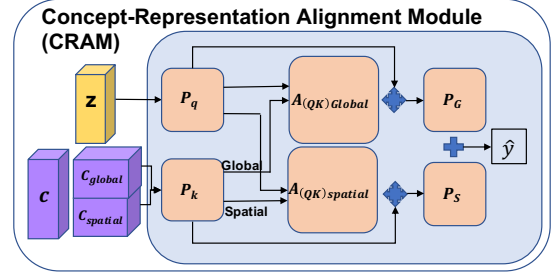 Concept-Representation Alignment Module
(CRAM)
z
P_q
A_(QK)Global
P_G
C_global
C
C_spatial
P_k
Global
Spatial
A_(QK)spatial
P_S
ŷ